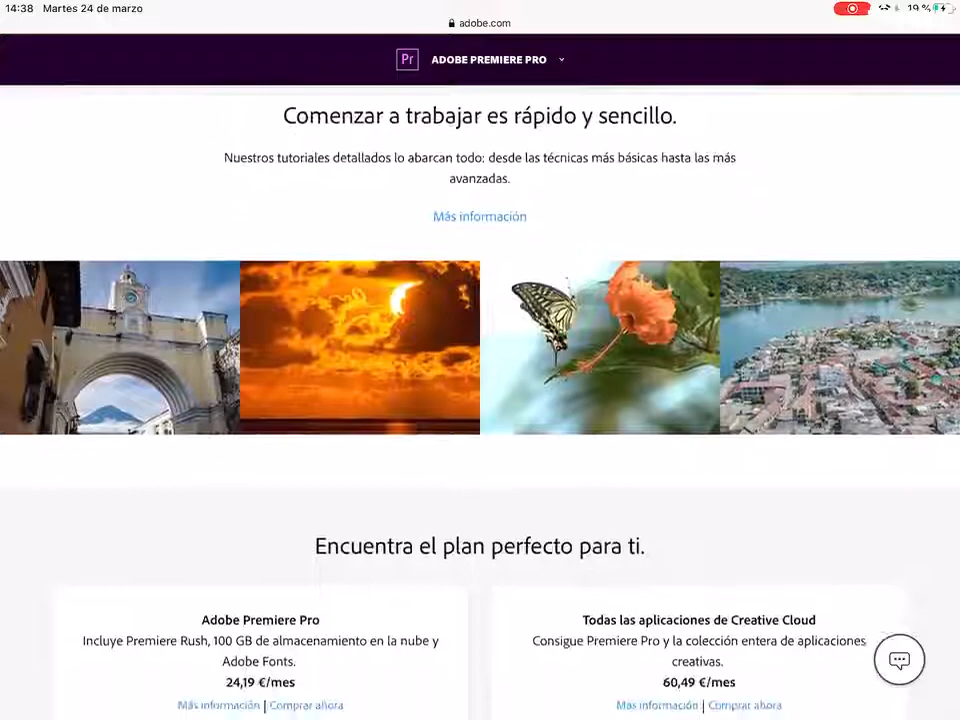 14:38 Martes 24 de marzo
19 %
adobe.com
Pr ADOBE PREMIERE PRO
Comenzar a trabajar es rápido y sencillo.
Nuestros tutoriales detallados lo abarcan todo: desde las técnicas más básicas hasta las más
avanzadas.
Más información
Encuentra el plan perfecto para ti.
Adobe Premiere Pro
Incluye Premiere Rush, 100 GB de almacenamiento en la nube y
Adobe Fonts.
24,19 €/mes
Más información | Comprar ahora
Todas las aplicaciones de Creative Cloud
Consigue Premiere Pro y la colección entera de aplicaciones
creativas.
60,49 €/mes
Más información | Comprar ahora